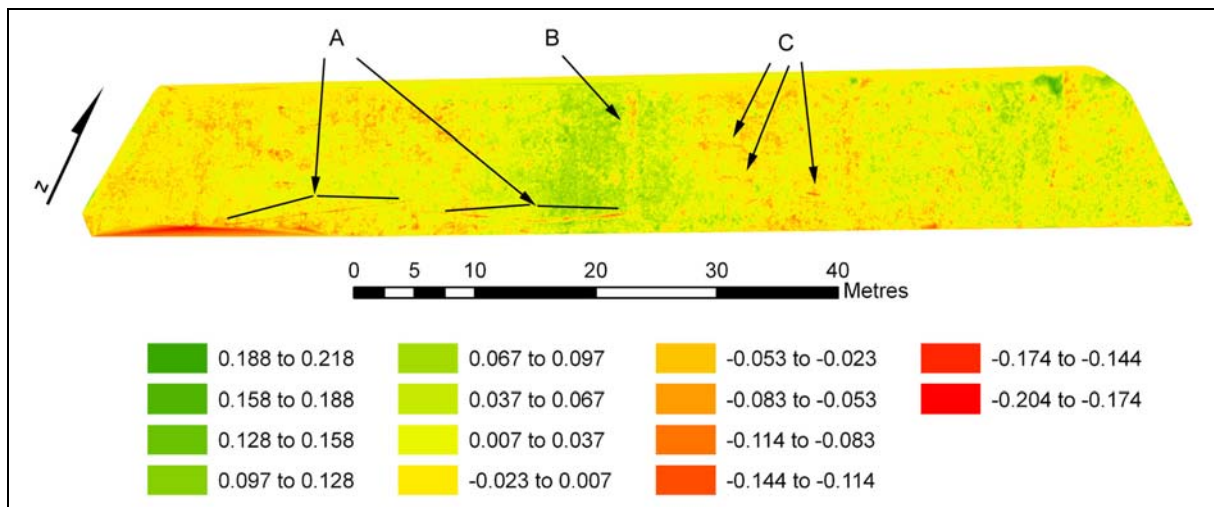 A
B
C
N
0 5 10 20 30 40
Metres
0.188 to 0.218
0.158 to 0.188
0.128 to 0.158
0.097 to 0.128
0.067 to 0.097
0.037 to 0.067
0.007 to 0.037
-0.023 to 0.007
-0.053 to -0.023
-0.083 to -0.053
-0.114 to -0.083
-0.144 to -0.114
-0.174 to -0.144
-0.204 to -0.174